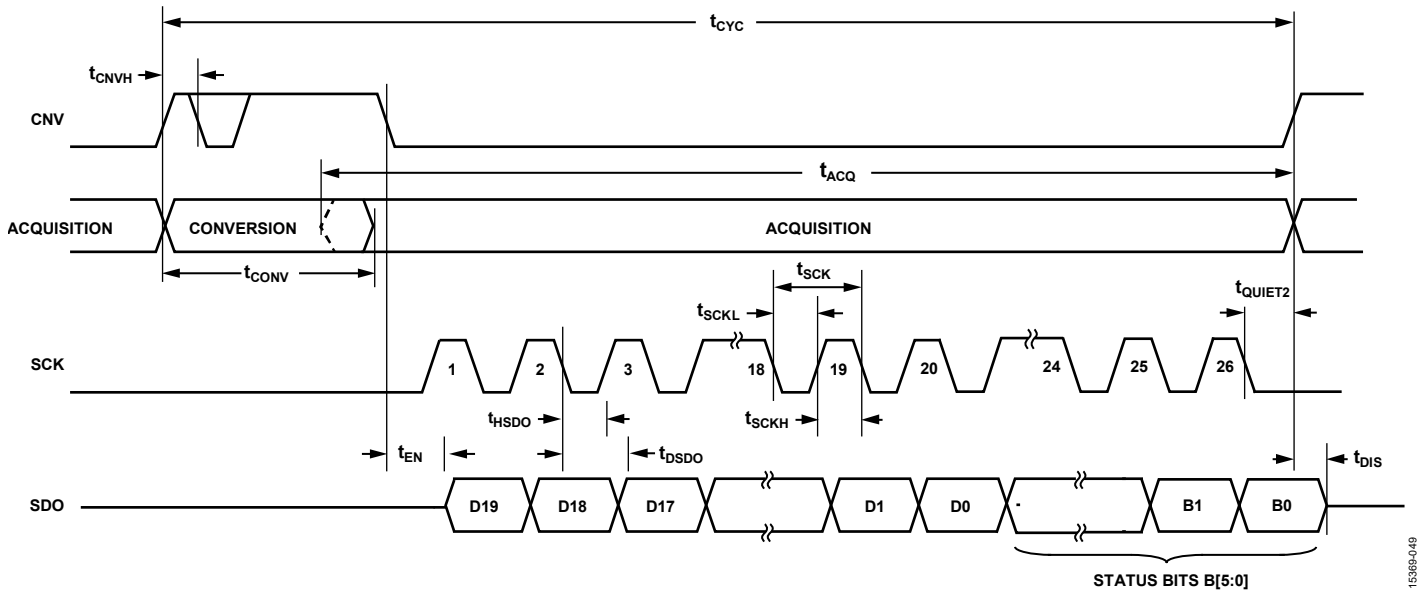 tCYC
tCNVH
CNV
tACQ
ACQUISITION CONVERSION ACQUISITION
tCONV
tSCK
tQUIET2
tSCKL
SCK 1 2 3 18 19 20 24 25 26
tHSDO
tSCKH
tEN
tDSDO
tDIS
SDO D19 D18 D17 D1 D0 - B1 B0
STATUS BITS B[5:0]
15369-049